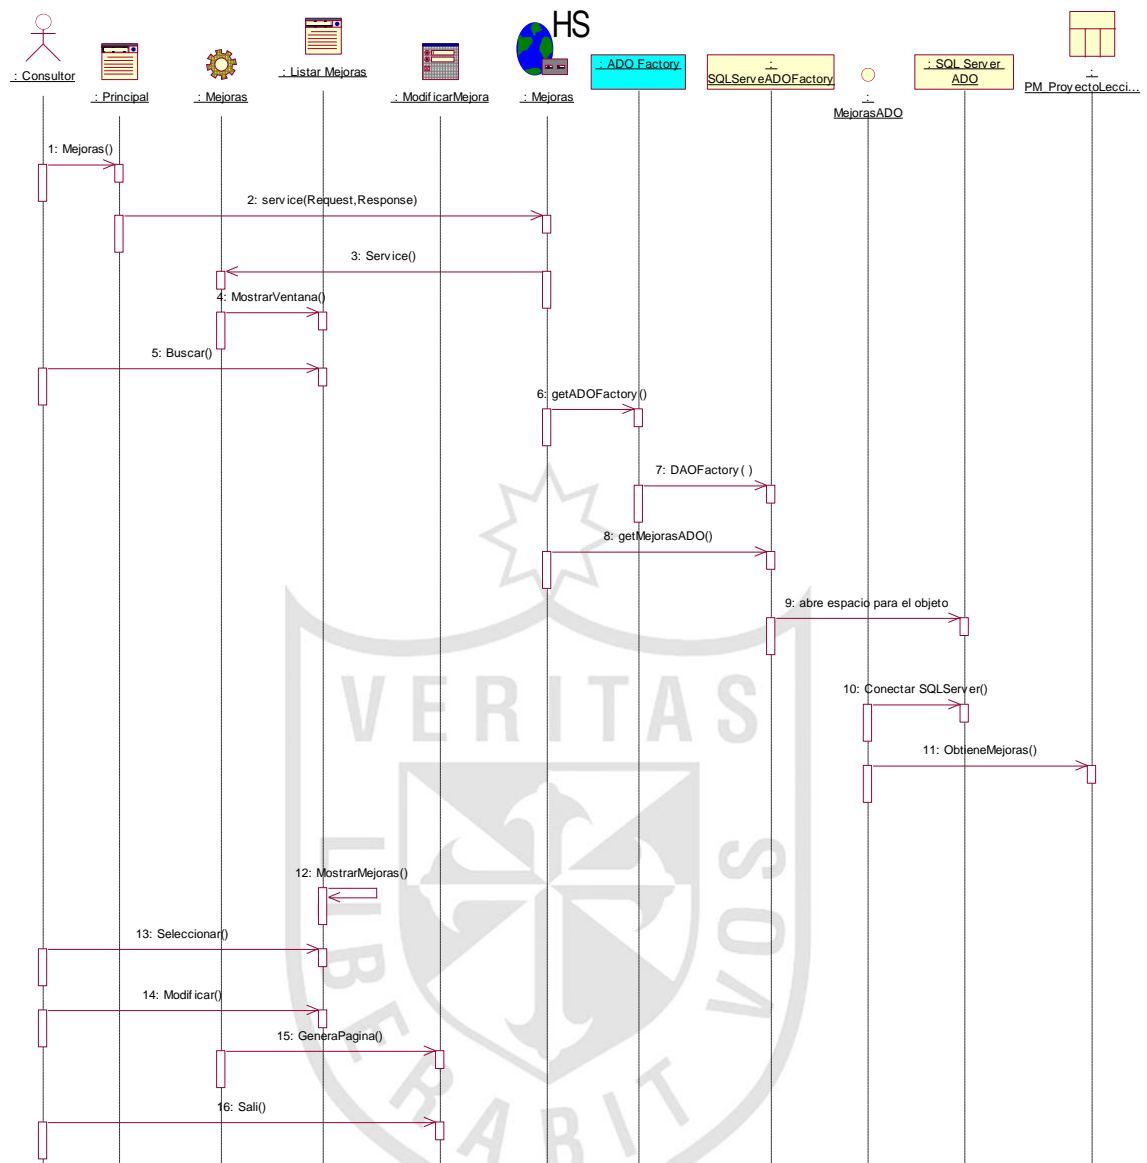 HS
: Consultor
: Principal
: Mejoras
: Listar Mejoras
: ModificarMejora
: Mejoras
: ADO Factory
:
SQLServeADOFactory
:
MejorasADO
: SQL Server
ADO
:
PM_ProyectoLecci...
1: Mejoras()
2: service(Request,Response)
3: Service()
4: MostrarVentana()
5: Buscar()
6: getADOFactory()
7: DAOFactory( )
8: getMejorasADO()
9: abre espacio para el objeto
10: Conectar SQLServer()
11: ObtieneMejoras()
12: MostrarMejoras()
13: Seleccionar()
14: Modificar()
15: GeneraPagina()
16: Sali()
VERITAS
LIBERABIT
VOS